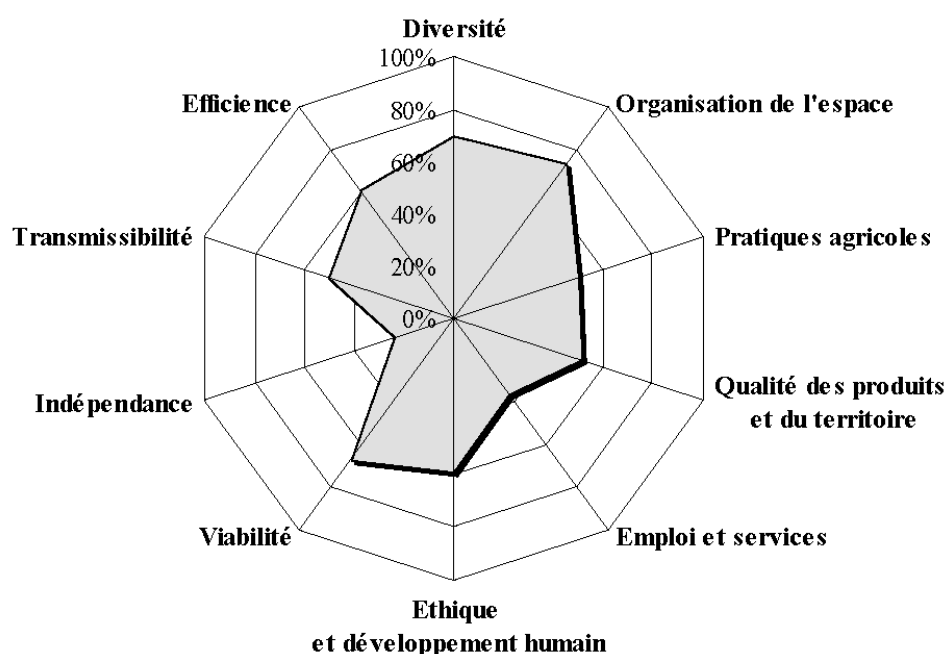 Diversité
100%
Efficience
Organisation de l'espace
80%
60%
40%
Transmissibilité
Pratiques agricoles
20%
0%
Indépendance
Qualité des produits
et du territoire
Viabilité
Emploi et services
Ethique
et développement humain